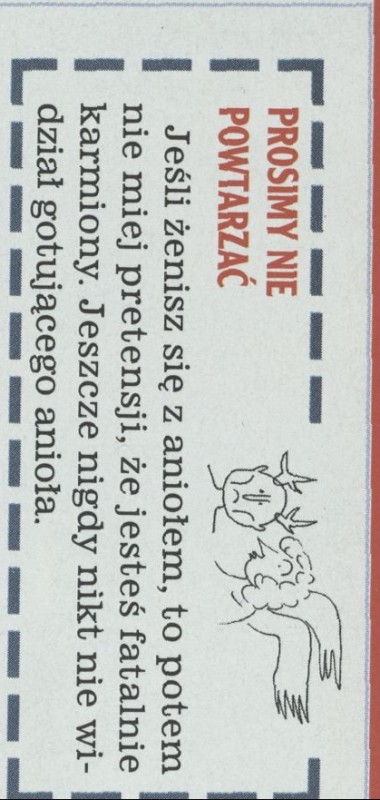 PROSIMY NIE
POWTARZAĆ
Jeśli żenisz się z aniołem, to potem
nie miej pretensji, że jesteś fatalnie
karmiony. Jeszcze nigdy nikt nie wi-
dział gotującego anioła.